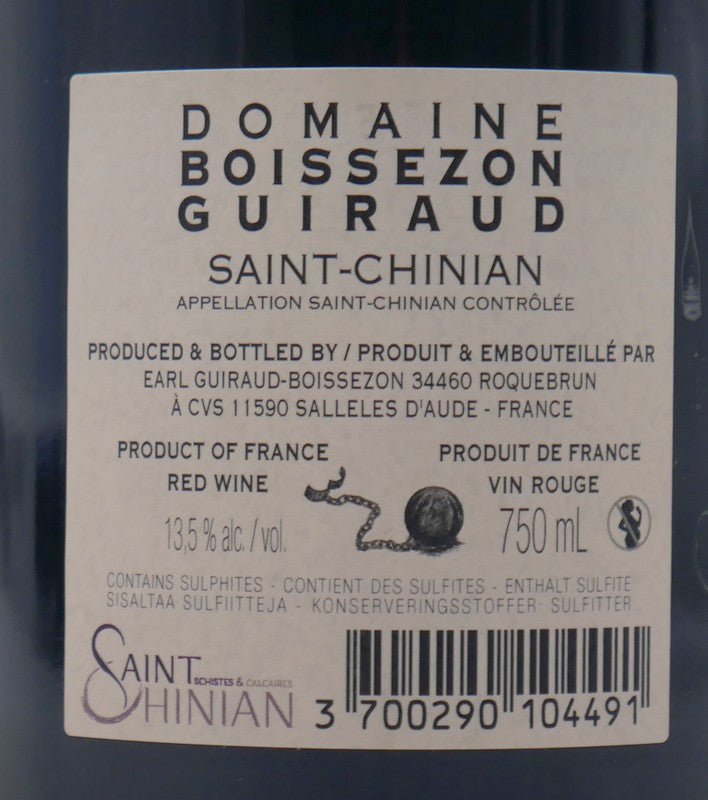 DOMAINE
BOISSEZON
GUIRAUD
SAINT-CHINIAN
APPELLATION SAINT-CHINIAN CONTRÔLÉE
PRODUCED & BOTTLED BY / PRODUIT & EMBOUTEILLÉ PAR
EARL GUIRAUD-BOISSEZON 34460 ROQUEBRUN
À CVS 11590 SALLELES D'AUDE - FRANCE
PRODUCT OF FRANCE PRODUIT DE FRANCE
RED WINE VIN ROUGE
13,5 % alc. / vol. 750 mL
CONTAINS SULPHITES - CONTIENT DES SULFITES - ENTHALT SULFITE
SISALTAA SULFIITTEJA - KONSERVERINGSSTOFFER: SULFITTER
SAINT
SCHISTES & CALCAIRES
CHINIAN
3 700290 104491